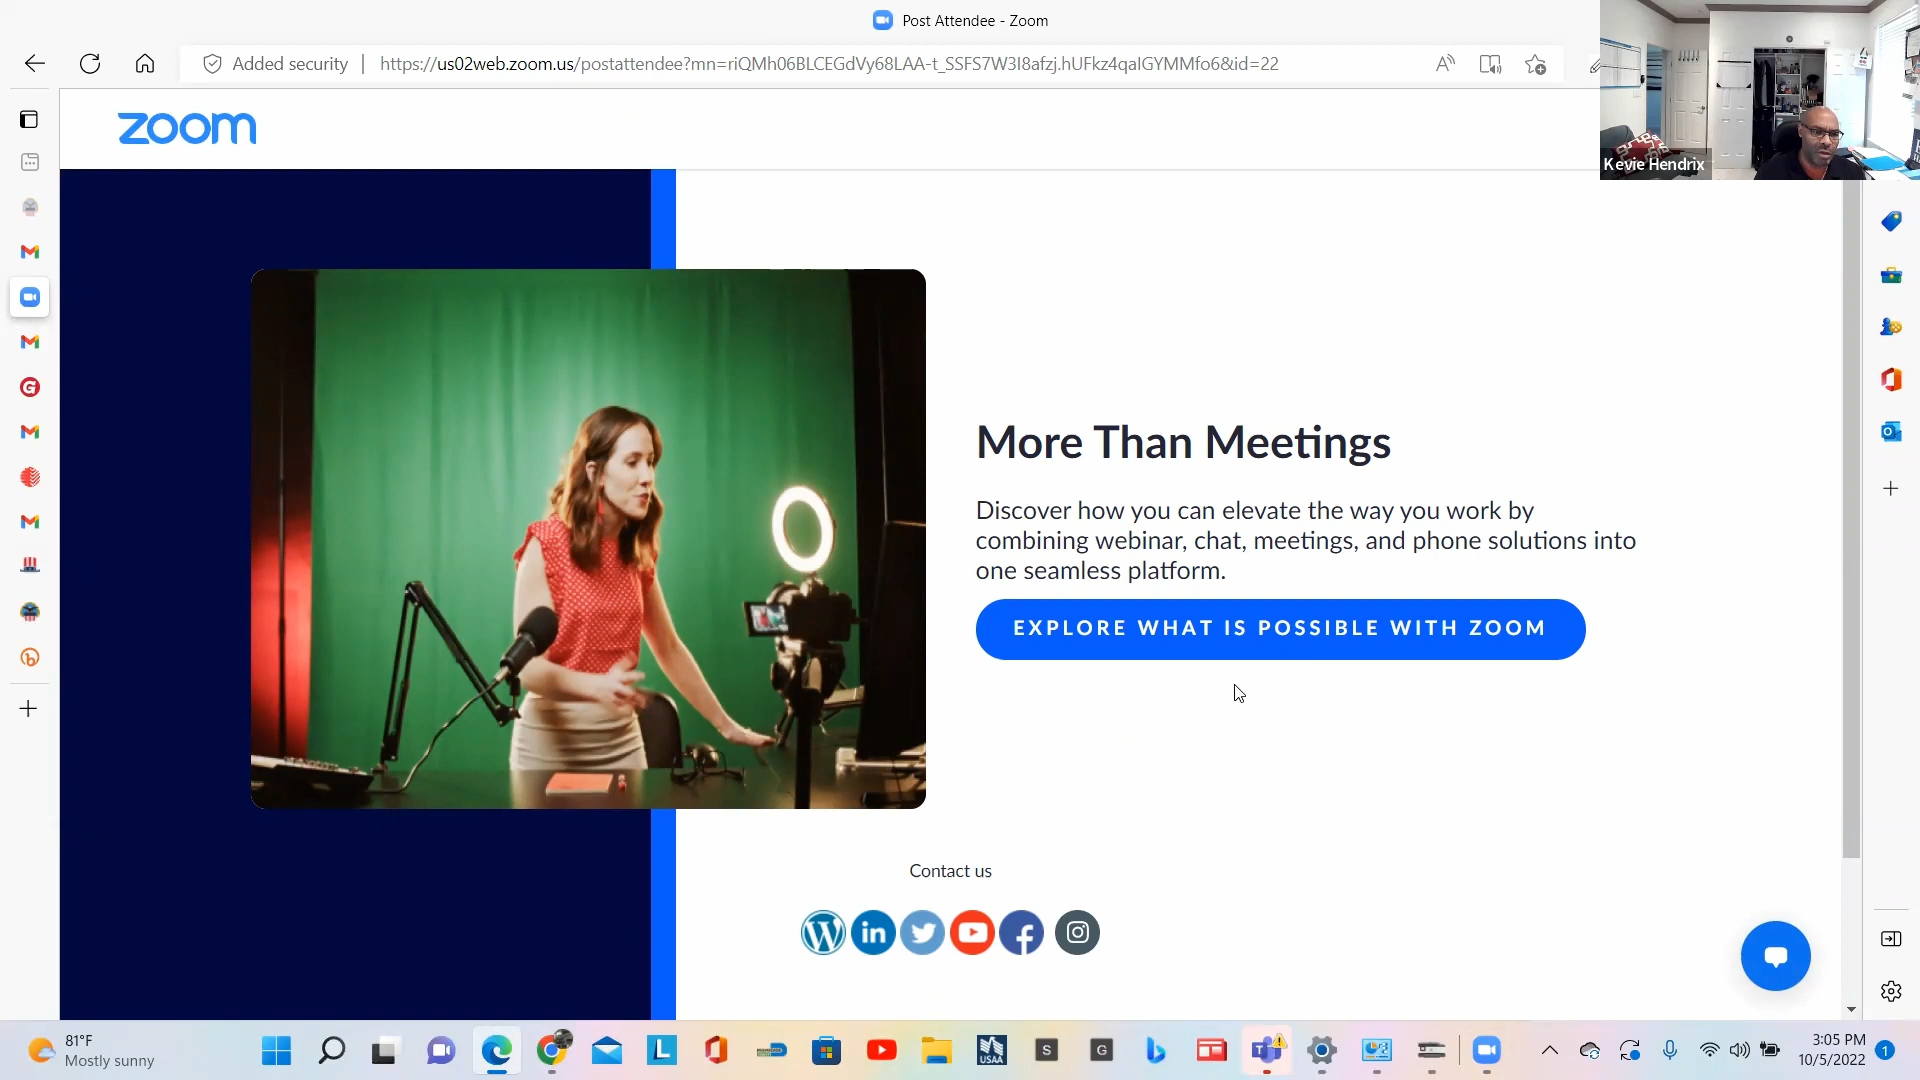 Post Attendee - Zoom
Added security
https://us02web.zoom.us/postattendee?mn=riQMh06BLCEGdVy68LAA-t_SSFS7W3I8afzj.hUFkz4qaIGYMMfo6&id=22
Kevie Hendrix
zoom
More Than Meetings
Discover how you can elevate the way you work by
combining webinar, chat, meetings, and phone solutions into
one seamless platform.
EXPLORE WHAT IS POSSIBLE WITH ZOOM
Contact us
81°F
Mostly sunny
USAA
S
G
3:05 PM
10/5/2022
1